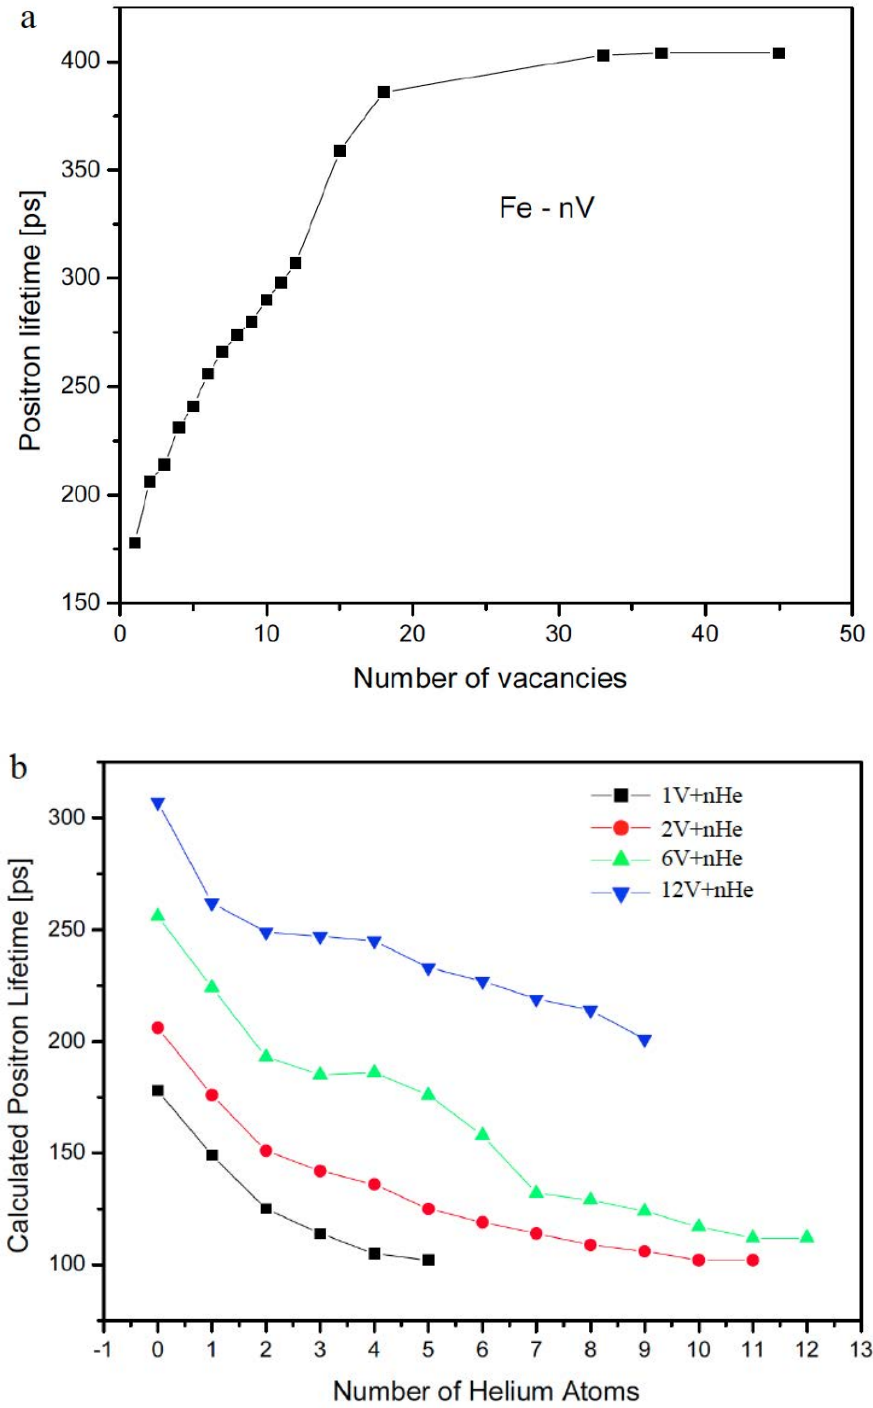 a
400
350
300
250
200
150
Positron lifetime [ps]
Fe - nV
0 10 20 30 40 50
Number of vacancies
b
300
250
200
150
100
Calculated Positron Lifetime [ps]
1V+nHe
2V+nHe
6V+nHe
12V+nHe
-1 0 1 2 3 4 5 6 7 8 9 10 11 12 13
Number of Helium Atoms